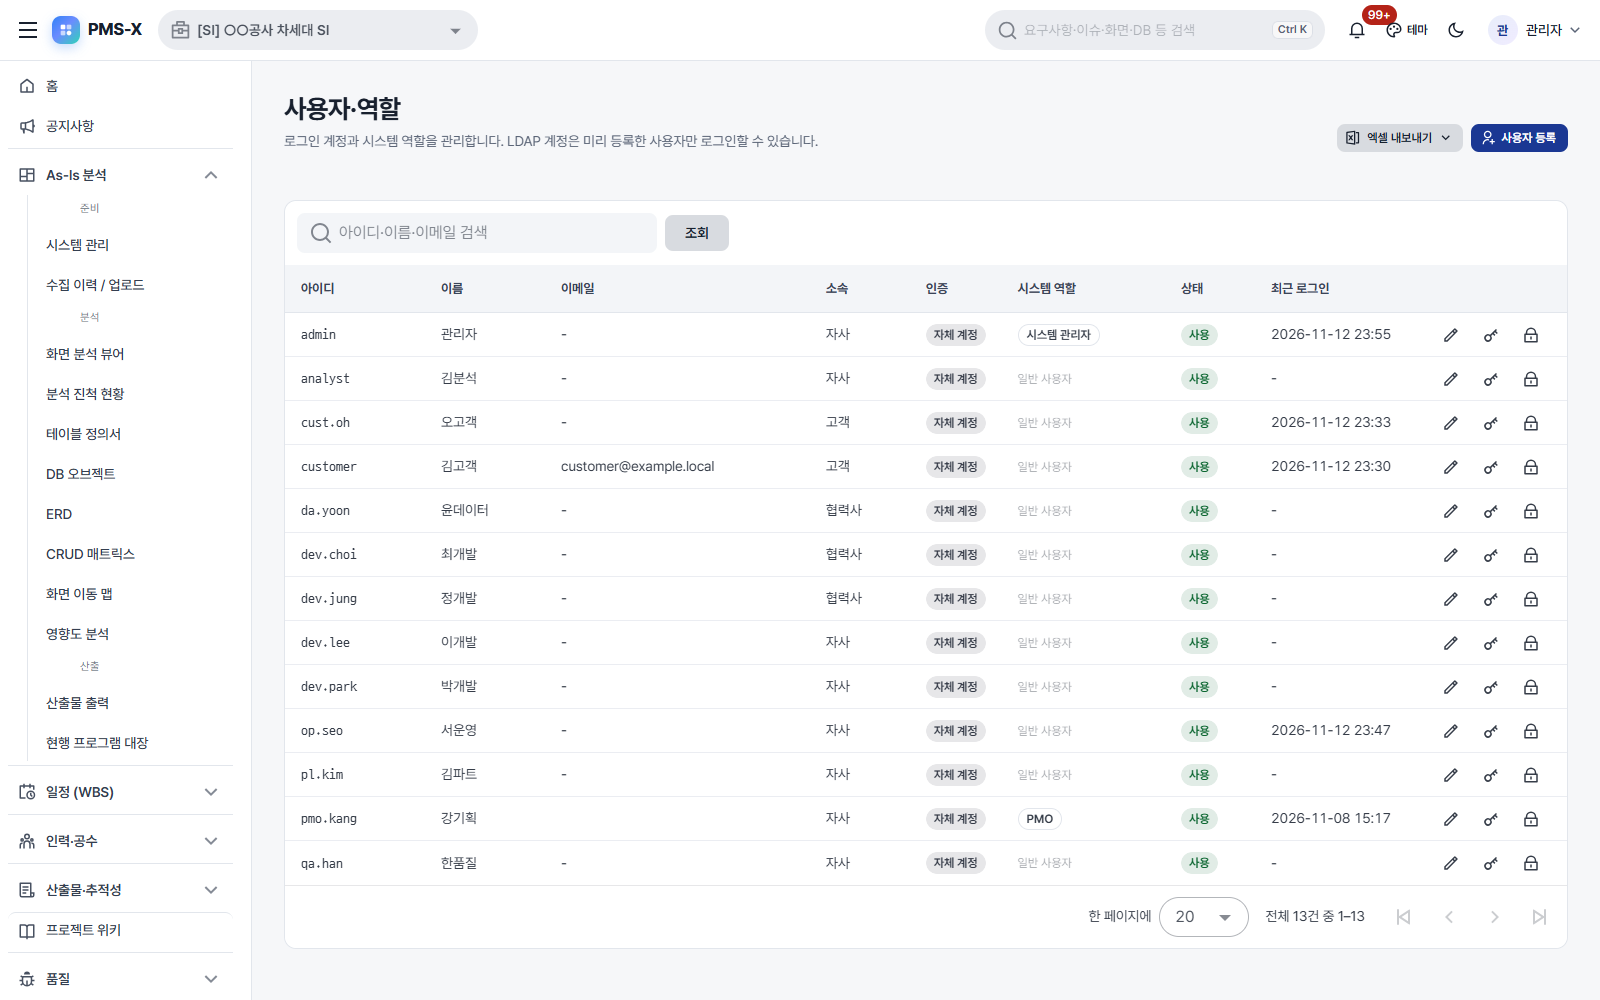 PMS-X
[SI] 〇〇공사 차세대 SI
요구사항·이슈·화면·DB 등 검색
Ctrl K
99+
테마
관
관리자
홈
공지사항
As-Is 분석
준비
시스템 관리
수집 이력 / 업로드
분석
화면 분석 뷰어
분석 진척 현황
테이블 정의서
DB 오브젝트
ERD
CRUD 매트릭스
화면 이동 맵
영향도 분석
산출
산출물 출력
현행 프로그램 대장
일정 (WBS)
인력·공수
산출물·추적성
프로젝트 위키
품질
사용자·역할
로그인 계정과 시스템 역할을 관리합니다. LDAP 계정은 미리 등록한 사용자만 로그인할 수 있습니다.
엑셀 내보내기
사용자 등록
아이디·이름·이메일 검색
조회
아이디 이름 이메일 소속 인증 시스템 역할 상태 최근 로그인
admin 관리자 - 자사 자체 계정 시스템 관리자 사용 2026-11-12 23:55
analyst 김분석 - 자사 자체 계정 일반 사용자 사용 -
cust.oh 오고객 - 고객 자체 계정 일반 사용자 사용 2026-11-12 23:33
customer 김고객 customer@example.local 고객 자체 계정 일반 사용자 사용 2026-11-12 23:30
da.yoon 윤데이터 - 협력사 자체 계정 일반 사용자 사용 -
dev.choi 최개발 - 협력사 자체 계정 일반 사용자 사용 -
dev.jung 정개발 - 협력사 자체 계정 일반 사용자 사용 -
dev.lee 이개발 - 자사 자체 계정 일반 사용자 사용 -
dev.park 박개발 - 자사 자체 계정 일반 사용자 사용 -
op.seo 서운영 - 자사 자체 계정 일반 사용자 사용 2026-11-12 23:47
pl.kim 김파트 - 자사 자체 계정 일반 사용자 사용 -
pmo.kang 강기획 자사 자체 계정 PMO 사용 2026-11-08 15:17
qa.han 한품질 - 자사 자체 계정 일반 사용자 사용 -
한 페이지에 20 전체 13건 중 1–13